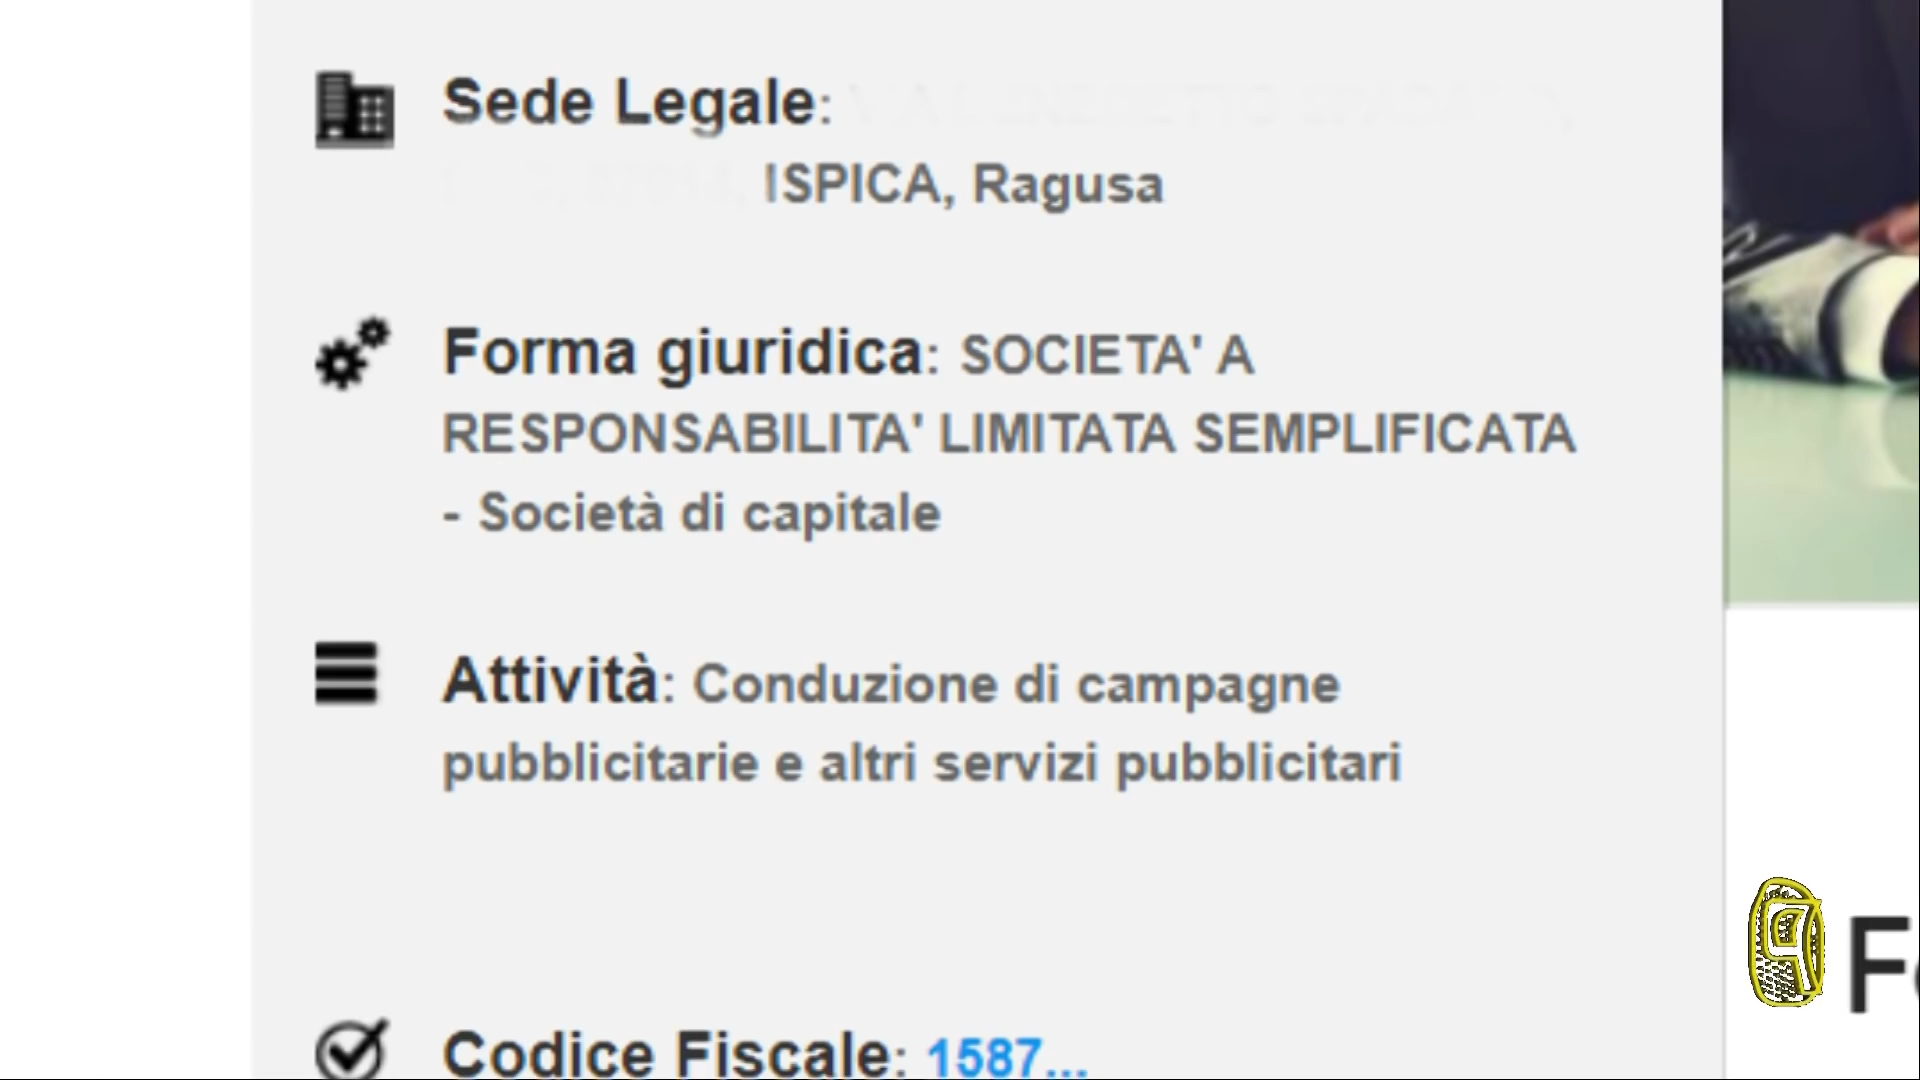 Sede Legale:
ISPICA, Ragusa
Forma giuridica: SOCIETA' A
RESPONSABILITA' LIMITATA SEMPLIFICATA
- Società di capitale
Attività: Conduzione di campagne
pubblicitarie e altri servizi pubblicitari
Codice Fiscale: 1587...